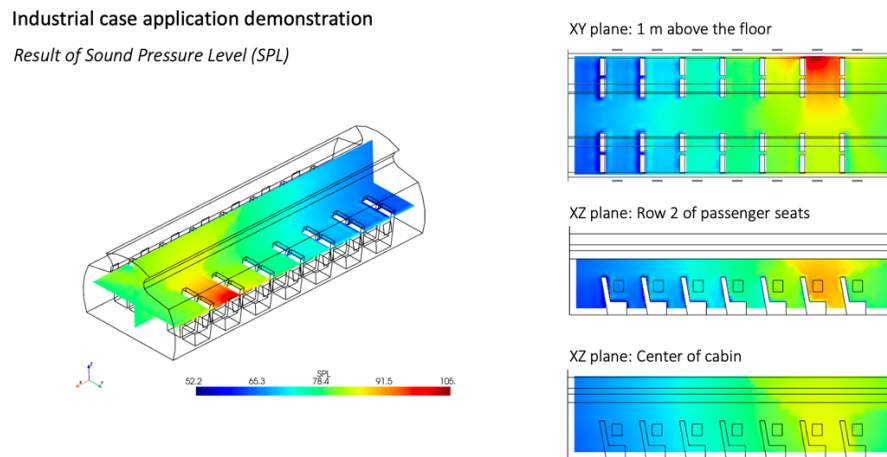 Industrial case application demonstration
Result of Sound Pressure Level (SPL)
XY plane: 1 m above the floor
XZ plane: Row 2 of passenger seats
XZ plane: Center of cabin
SPL
52.2 65.3 78.4 91.5 105.